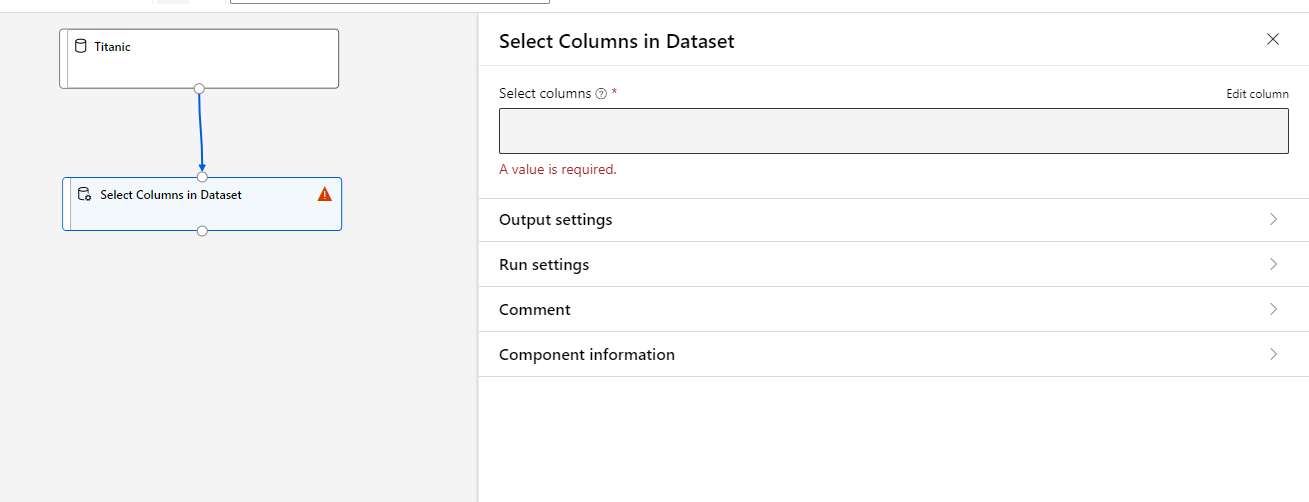 Titanic
Select Columns in Dataset
Select Columns in Dataset
Select columns ? *
Edit column
A value is required.
Output settings
Run settings
Comment
Component information